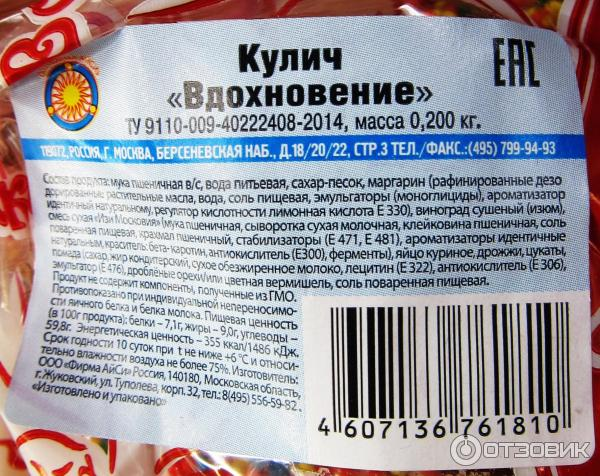 Кулич
«Вдохновение»
ТУ 9110-009-40222408-2014, масса 0,200 кг.
EAC
119072, РОССИЯ, Г. МОСКВА, БЕРСЕНЕВСКАЯ НАБ., Д.18/20/22, СТР.3 ТЕЛ./ФАКС.:(495) 799-94-93
Состав продукта: мука пшеничная в/с, вода питьевая, сахар-песок, маргарин (рафинированные дезо
дорированные растительные масла, вода, соль пищевая, эмульгаторы (моноглициды), ароматизатор
идентичный натуральному, регулятор кислотности лимонная кислота Е 330), виноград сушеный (изюм),
смесь сухая «Изи Московия» (мука пшеничная, сыворотка сухая молочная, клейковина пшеничная, соль
поваренная пищевая, крахмал пшеничный, стабилизаторы (Е 471, Е 481), ароматизаторы идентичные
натуральным, краситель: бета-каротин, антиокислитель (Е300), ферменты), яйцо куриное, дрожжи, цукаты,
помада (сахар, жир кондитерский, сухое обезжиренное молоко, лецитин (Е322), антиокислитель (Е306),
эмульгатор (Е 476), дроблёные орехи/или цветная вермишель, соль поваренная пищевая.
Продукт не содержит компоненты, полученные из ГМО.
Противопоказано при индивидуальной непереносимо-
сти яичного белка и белка молока. Пищевая ценность
(в 100г продукта): белки – 7,1г, жиры – 9,0г, углеводы –
59,8г. Энергетическая ценность – 355 ккал/1486 кДж.
Срок годности 10 суток при t не ниже +6 °С и относи-
тельно влажности воздуха не более 75%. Изготовитель:
ООО «Фирма АйСи» Россия, 140180, Московская область,
г.Жуковский, ул. Туполева, корп. 32, тел.: 8(495) 556-59-82.
«Изготовлено и упаковано»
4 607136 761810
ОТЗОВИК